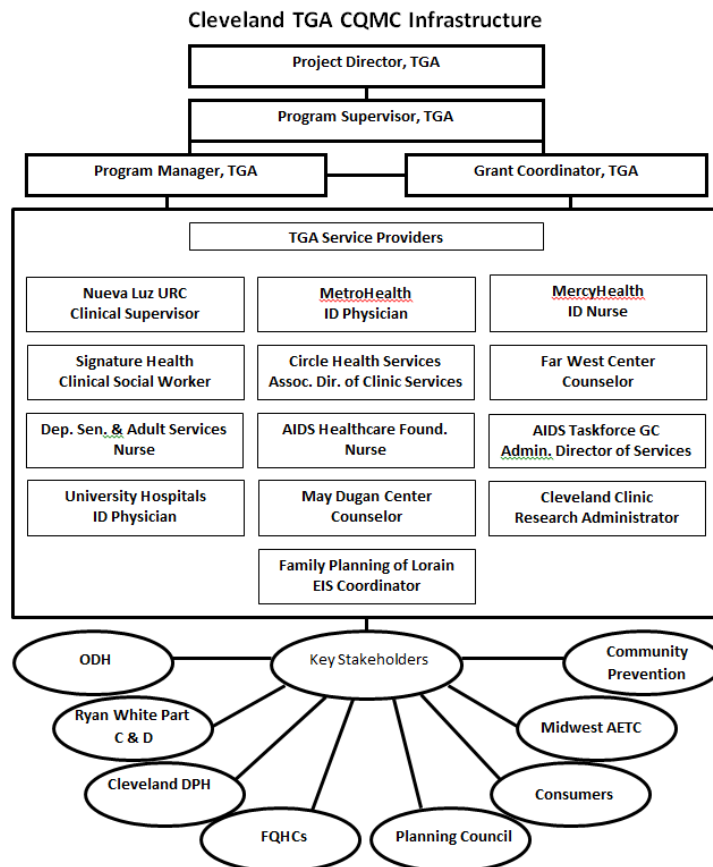 Cleveland TGA CQMC Infrastructure
Project Director, TGA
Program Supervisor, TGA
Program Manager, TGA
Grant Coordinator, TGA
TGA Service Providers
Nueva Luz URC
Clinical Supervisor
MetroHealth
ID Physician
MercyHealth
ID Nurse
Signature Health
Clinical Social Worker
Circle Health Services
Assoc. Dir. of Clinic Services
Far West Center
Counselor
Dep. Sen. & Adult Services
Nurse
AIDS Healthcare Found.
Nurse
AIDS Taskforce GC
Admin. Director of Services
University Hospitals
ID Physician
May Dugan Center
Counselor
Cleveland Clinic
Research Administrator
Family Planning of Lorain
EIS Coordinator
Key Stakeholders
ODH
Community
Prevention
Ryan White Part
C & D
Midwest AETC
Cleveland DPH
Consumers
FQHCs
Planning Council